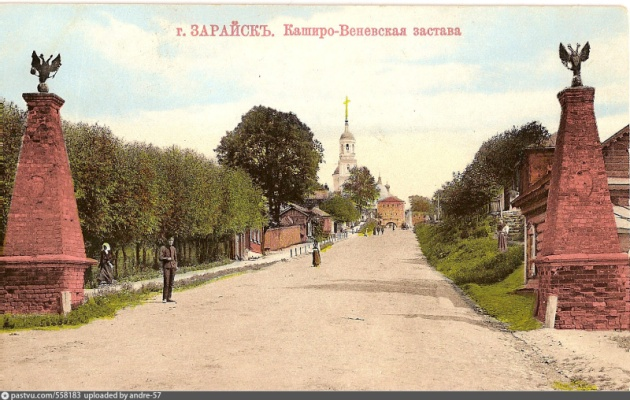 г. ЗАРАЙСКЪ. Каширо-Веневская застава
pastvu.com/558183 uploaded by andre-57